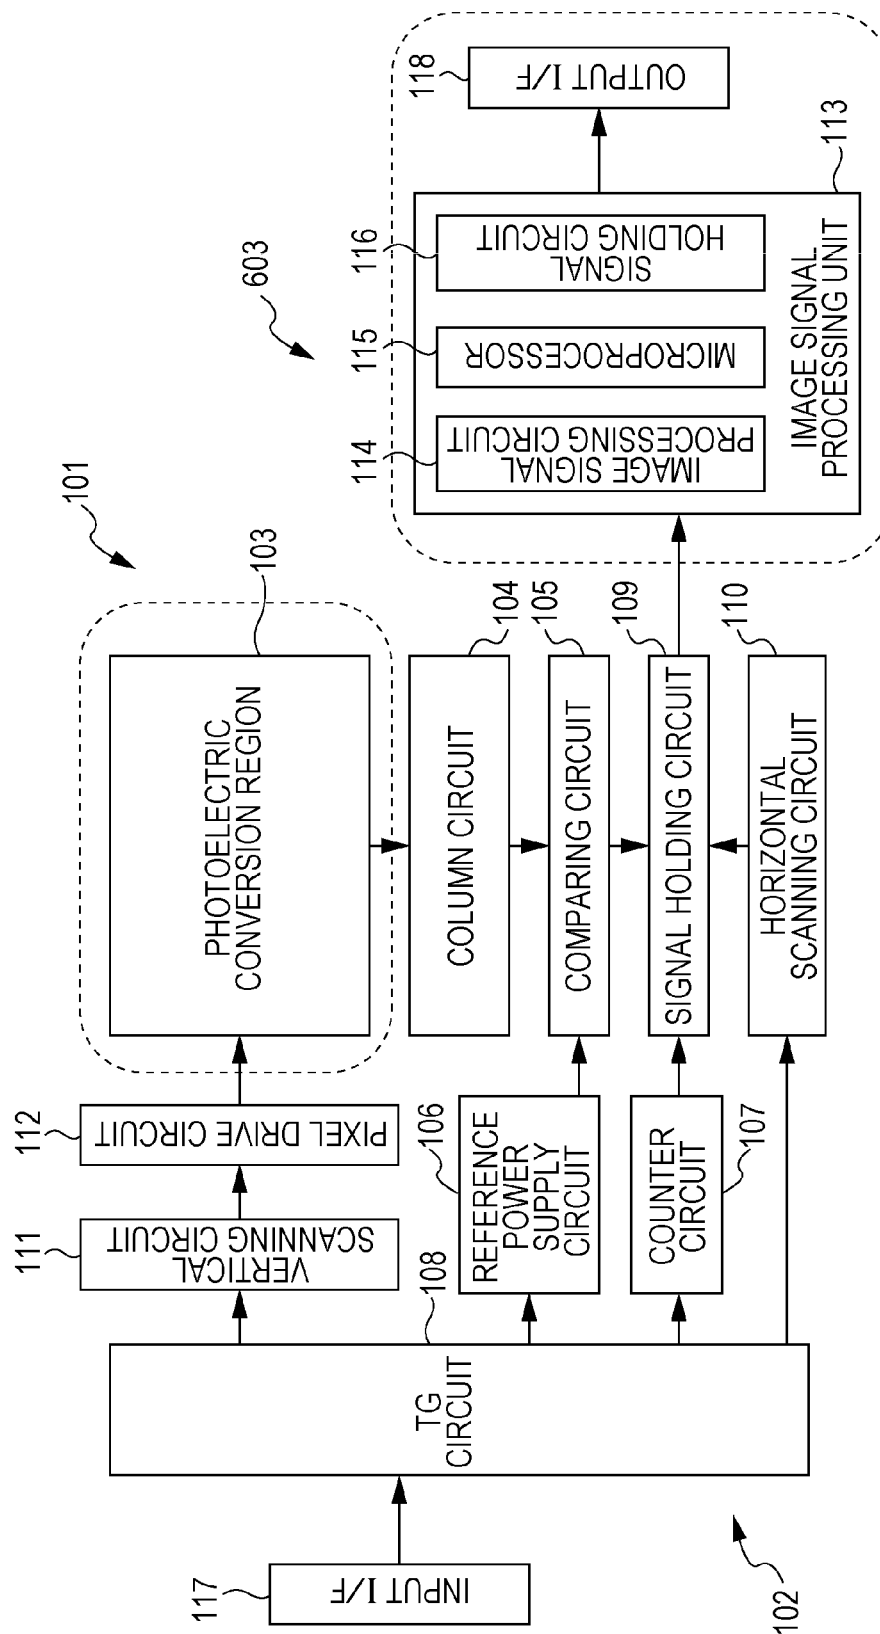 101
603
118
OUTPUT I/F
113
116
SIGNAL
HOLDING CIRCUIT
115
MICROPROCESSOR
114
IMAGE SIGNAL
PROCESSING CIRCUIT
IMAGE SIGNAL
PROCESSING UNIT
103
PHOTOELECTRIC
CONVERSION REGION
104
COLUMN CIRCUIT
105
COMPARING CIRCUIT
109
SIGNAL HOLDING CIRCUIT
110
HORIZONTAL
SCANNING CIRCUIT
112
PIXEL DRIVE CIRCUIT
111
VERTICAL
SCANNING CIRCUIT
106
REFERENCE
POWER
SUPPLY
CIRCUIT
107
COUNTER
CIRCUIT
108
TG
CIRCUIT
117
INPUT I/F
102